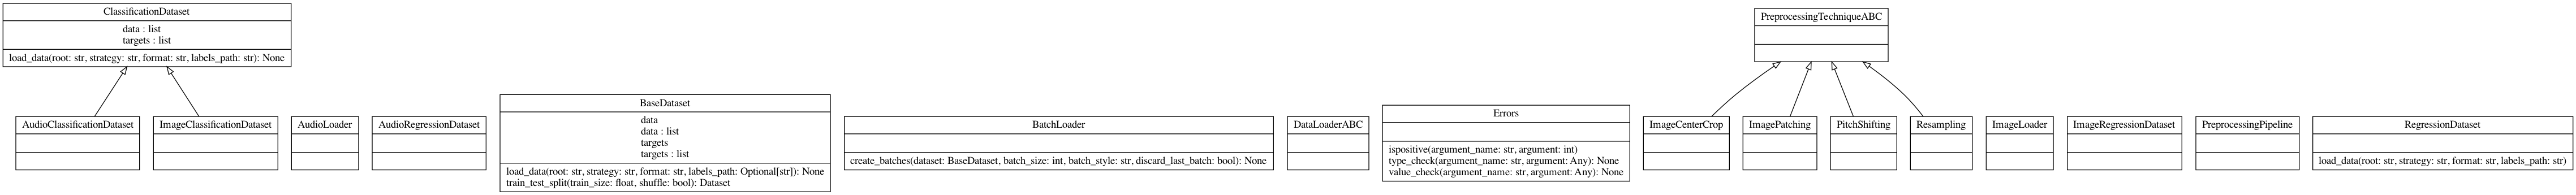 ClassificationDataset
data : list
targets : list
load_data(root: str, strategy: str, format: str, labels_path: str): None
PreprocessingTechniqueABC
AudioClassificationDataset
ImageClassificationDataset
AudioLoader
AudioRegressionDataset
BaseDataset
data
data : list
targets
targets : list
load_data(root: str, strategy: str, format: str, labels_path: Optional[str]): None
train_test_split(train_size: float, shuffle: bool): Dataset
BatchLoader
create_batches(dataset: BaseDataset, batch_size: int, batch_style: str, discard_last_batch: bool): None
DataLoaderABC
Errors
ispositive(argument_name: str, argument: int)
type_check(argument_name: str, argument: Any): None
value_check(argument_name: str, argument: Any): None
ImageCenterCrop
ImagePatching
PitchShifting
Resampling
ImageLoader
ImageRegressionDataset
PreprocessingPipeline
RegressionDataset
load_data(root: str, strategy: str, format: str, labels_path: str)